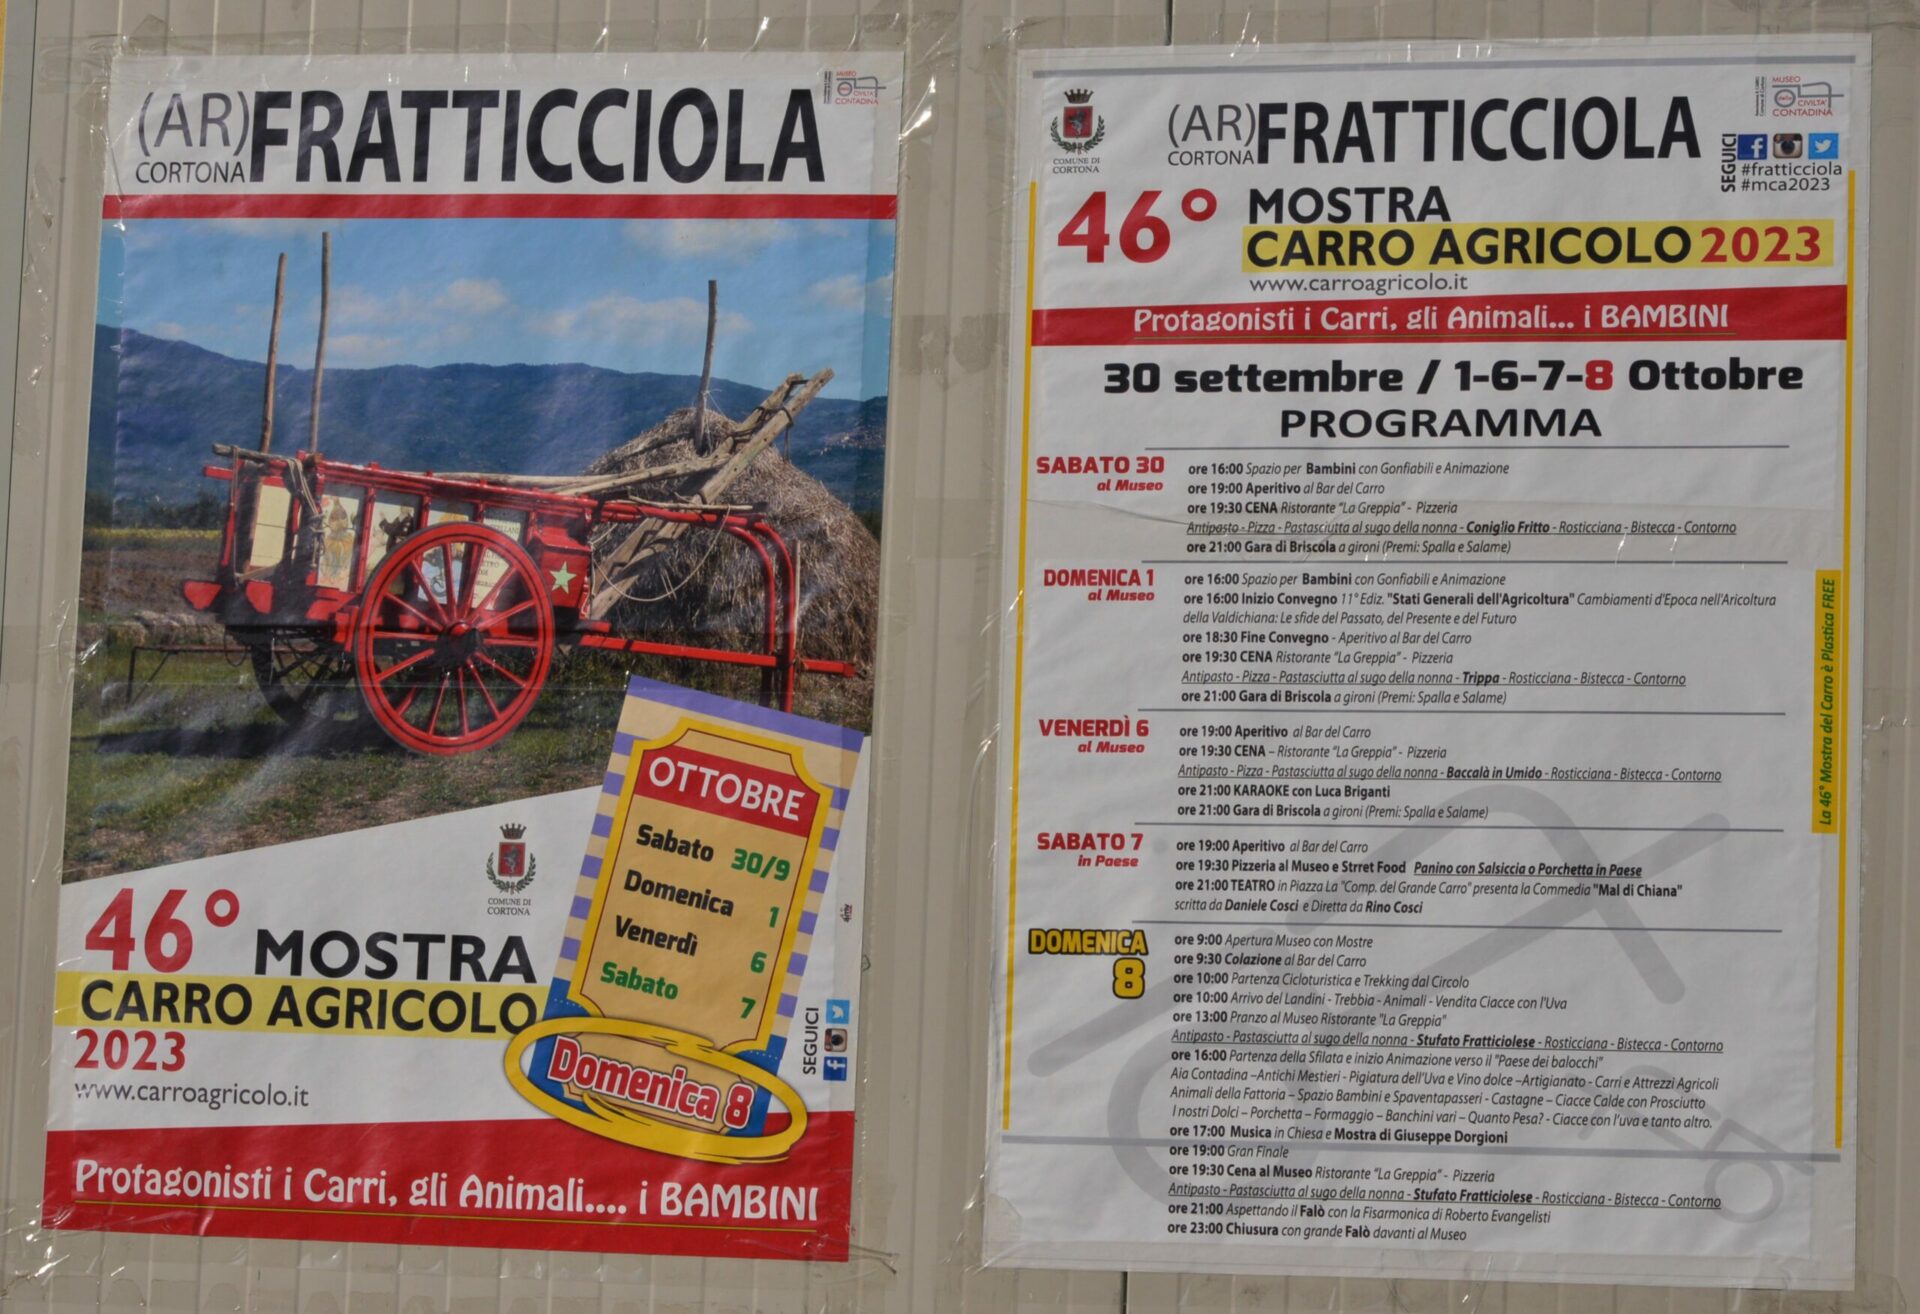 (AR)
CORTONA
FRATTICCIOLA
MUSEO
CIVILTA'
CONTADINA
OTTOBRE
Sabato 30/9
Domenica 1
Venerdì 6
Sabato 7
Domenica 8
COMUNE DI
CORTONA
46° MOSTRA
CARRO AGRICOLO
2023
www.carroagricolo.it
SEGUICI
Protagonisti i Carri, gli Animali.... i BAMBINI
COMUNE DI
CORTONA
(AR)
CORTONA
FRATTICCIOLA
MUSEO
della
CIVILTA'
CONTADINA
SEGUICI
#fratticciola
#mca2023
46° MOSTRA
CARRO AGRICOLO 2023
www.carroagricolo.it
Protagonisti i Carri, gli Animali... i BAMBINI
30 settembre / 1-6-7-8 Ottobre
PROGRAMMA
SABATO 30
al Museo
ore 16:00 Spazio per Bambini con Gonfiabili e Animazione
ore 19:00 Aperitivo al Bar del Carro
ore 19:30 CENA Ristorante "La Greppia" - Pizzeria
Antipasto - Pizza - Pastasciutta al sugo della nonna - Coniglio Fritto - Rosticciana - Bistecca - Contorno
ore 21:00 Gara di Briscola a gironi (Premi: Spalla e Salame)
DOMENICA 1
al Museo
ore 16:00 Spazio per Bambini con Gonfiabili e Animazione
ore 16:00 Inizio Convegno 11° Ediz. "Stati Generali dell'Agricoltura" Cambiamenti d'Epoca nell'Aricoltura
della Valdichiana: Le sfide del Passato, del Presente e del Futuro
ore 18:30 Fine Convegno - Aperitivo al Bar del Carro
ore 19:30 CENA Ristorante "La Greppia" - Pizzeria
Antipasto - Pizza - Pastasciutta al sugo della nonna - Trippa - Rosticciana - Bistecca - Contorno
ore 21:00 Gara di Briscola a gironi (Premi: Spalla e Salame)
VENERDÌ 6
al Museo
ore 19:00 Aperitivo al Bar del Carro
ore 19:30 CENA – Ristorante "La Greppia" - Pizzeria
Antipasto - Pizza - Pastasciutta al sugo della nonna - Baccalà in Umido - Rosticciana - Bistecca - Contorno
ore 21:00 KARAOKE con Luca Briganti
ore 21:00 Gara di Briscola a gironi (Premi: Spalla e Salame)
SABATO 7
in Paese
ore 19:00 Aperitivo al Bar del Carro
ore 19:30 Pizzeria al Museo e Strret Food Panino con Salsiccia o Porchetta in Paese
ore 21:00 TEATRO in Piazza La "Comp. del Grande Carro" presenta la Commedia "Mal di Chiana"
scritta da Daniele Cosci e Diretta da Rino Cosci
DOMENICA
8
ore 9:00 Apertura Museo con Mostre
ore 9:30 Colazione al Bar del Carro
ore 10:00 Partenza Cicloturistica e Trekking dal Circolo
ore 10:00 Arrivo dei Landini - Trebbia - Animali - Vendita Ciacce con l'Uva
ore 13:00 Pranzo al Museo Ristorante "La Greppia"
Antipasto - Pastasciutta al sugo della nonna - Stufato Fratticiolese - Rosticciana - Bistecca - Contorno
ore 16:00 Partenza della Sfilata e inizio Animazione verso il "Paese dei balocchi"
Aia Contadina –Antichi Mestieri - Pigiatura dell'Uva e Vino dolce –Artigianato - Carri e Attrezzi Agricoli
Animali della Fattoria – Spazio Bambini e Spaventapasseri - Castagne – Ciacce Calde con Prosciutto
I nostri Dolci – Porchetta – Formaggio – Banchini vari – Quanto Pesa? - Ciacce con l'uva e tanto altro.
ore 17:00 Musica in Chiesa e Mostra di Giuseppe Dorgioni
ore 19:00 Gran Finale
ore 19:30 Cena al Museo Ristorante "La Greppia" - Pizzeria
Antipasto - Pastasciutta al sugo della nonna - Stufato Fratticiolese - Rosticciana - Bistecca - Contorno
ore 21:00 Aspettando il Falò con la Fisarmonica di Roberto Evangelisti
ore 23:00 Chiusura con grande Falò davanti al Museo
La 46° Mostra del Carro è Plastica FREE